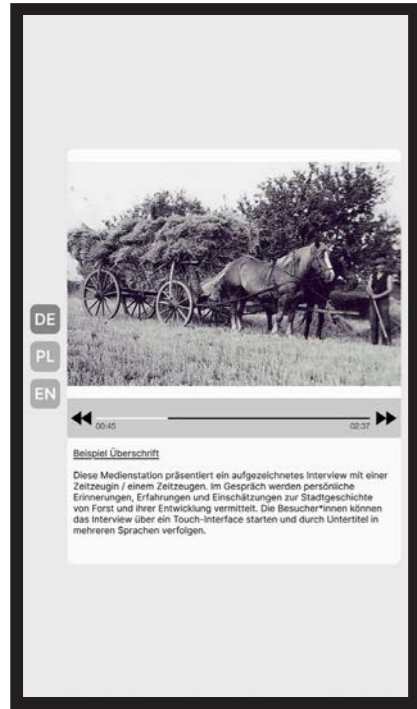 DE
PL
EN
00:45
02:37
Beispiel Überschrift
Diese Medienstation präsentiert ein aufgezeichnetes Interview mit einer
Zeitzeugin / einem Zeitzeugen. Im Gespräch werden persönliche
Erinnerungen, Erfahrungen und Einschätzungen zur Stadtgeschichte
von Forst und ihrer Entwicklung vermittelt. Die Besucher*innen können
das Interview über ein Touch-Interface starten und durch Untertitel in
mehreren Sprachen verfolgen.